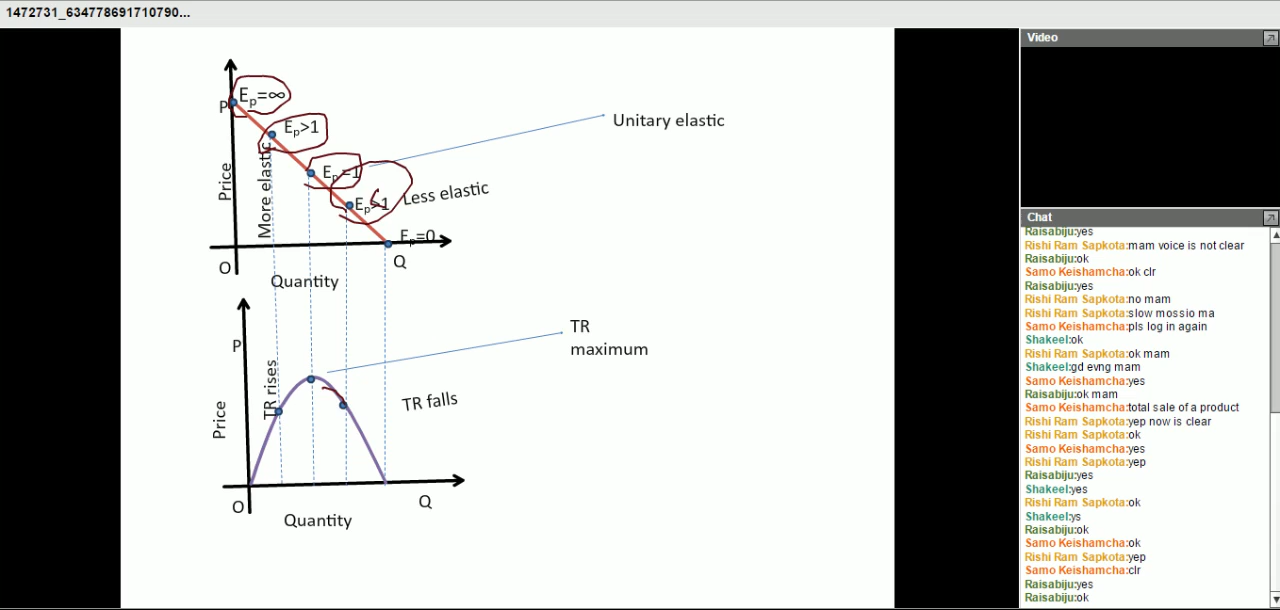 1472731_634778691710790...
P
Eₚ=∞
Eₚ>1
Eₚ=1
Eₚ<1
Eₚ=0
Unitary elastic
More elastic
Less elastic
Price
O
Q
Quantity
P
TR
maximum
TR rises
TR falls
Price
O
Q
Quantity
Video
Chat
Raisabiju:yes
Rishi Ram Sapkota:mam voice is not clear
Raisabiju:ok
Samo Keishamcha:ok clr
Raisabiju:yes
Rishi Ram Sapkota:no mam
Rishi Ram Sapkota:slow mossio ma
Samo Keishamcha:pls log in again
Shakeel:ok
Rishi Ram Sapkota:ok mam
Shakeel:gd evng mam
Samo Keishamcha:yes
Raisabiju:ok mam
Samo Keishamcha:total sale of a product
Rishi Ram Sapkota:yep now is clear
Rishi Ram Sapkota:ok
Samo Keishamcha:yes
Rishi Ram Sapkota:yep
Raisabiju:yes
Shakeel:yes
Rishi Ram Sapkota:ok
Shakeel:ys
Raisabiju:ok
Samo Keishamcha:ok
Rishi Ram Sapkota:yep
Samo Keishamcha:clr
Raisabiju:yes
Raisabiju:ok